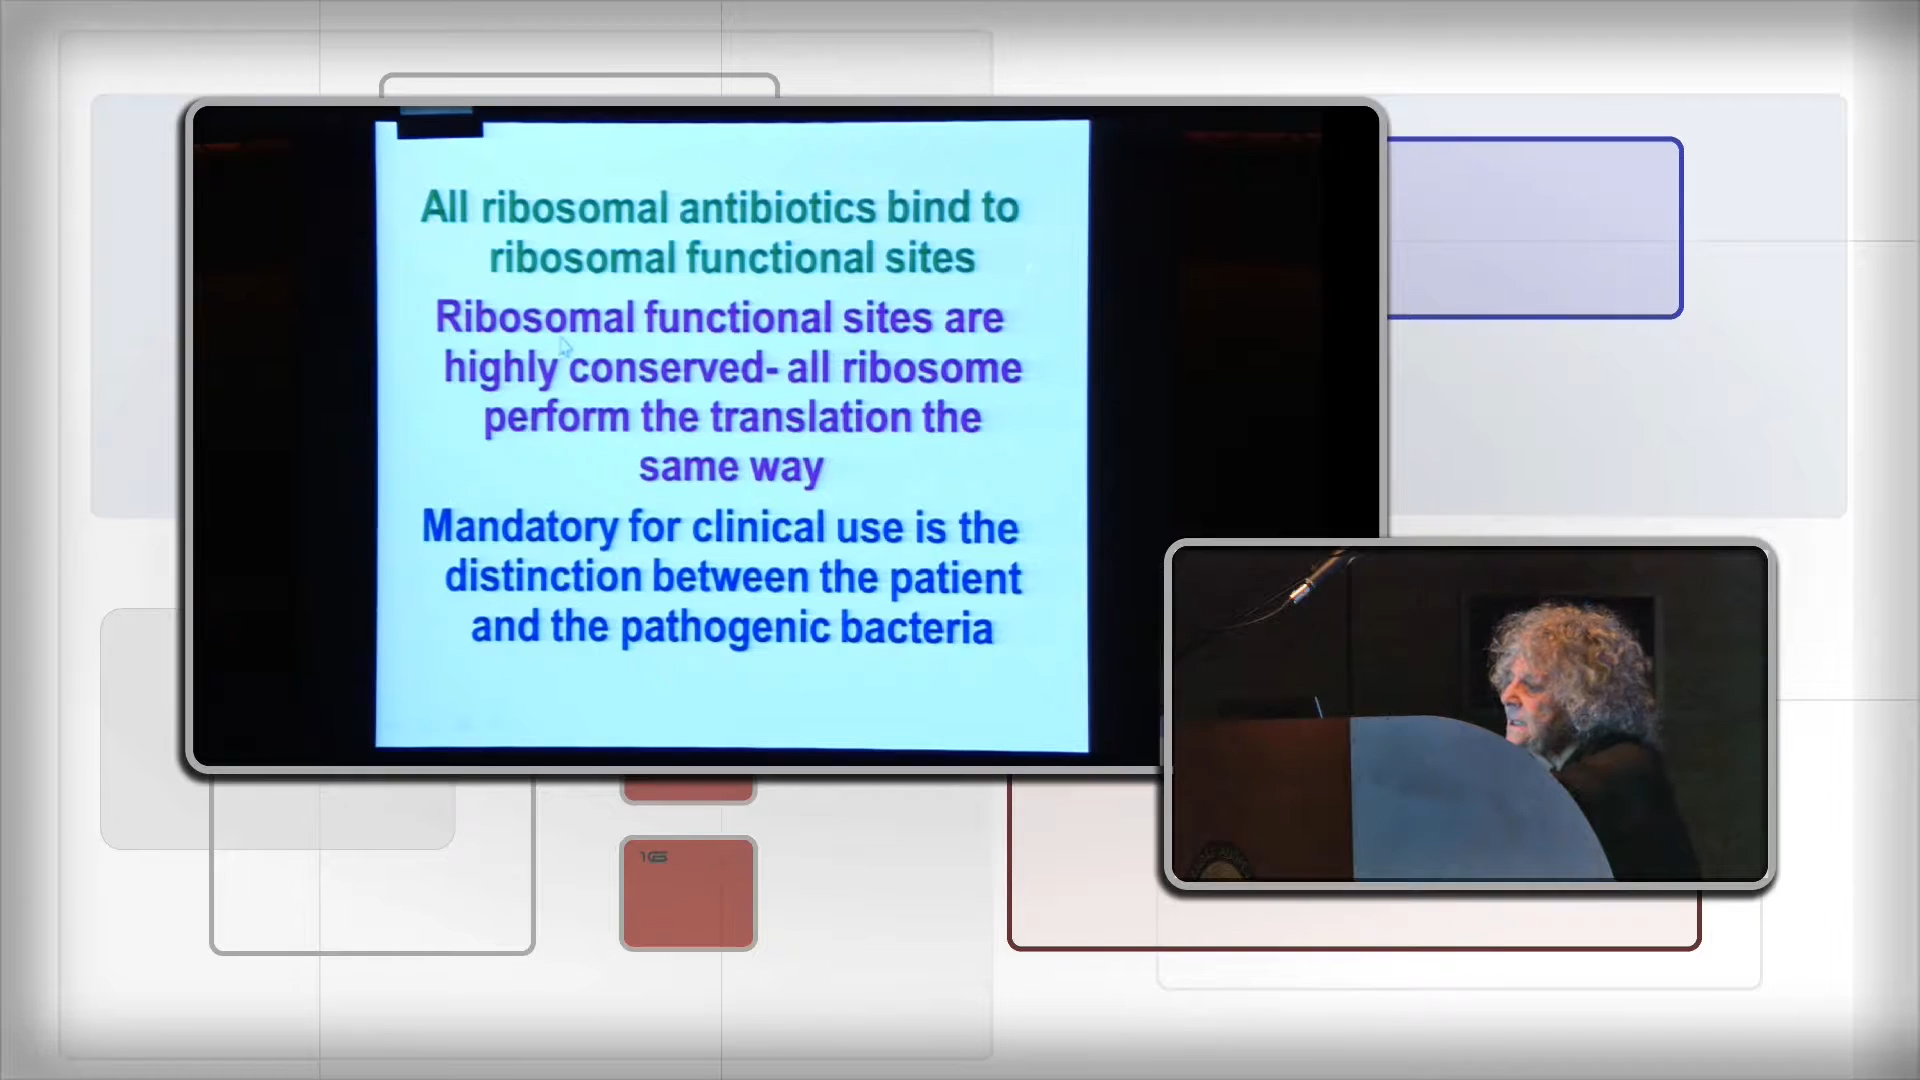 All ribosomal antibiotics bind to
ribosomal functional sites
Ribosomal functional sites are
highly conserved- all ribosome
perform the translation the
same way
Mandatory for clinical use is the
distinction between the patient
and the pathogenic bacteria